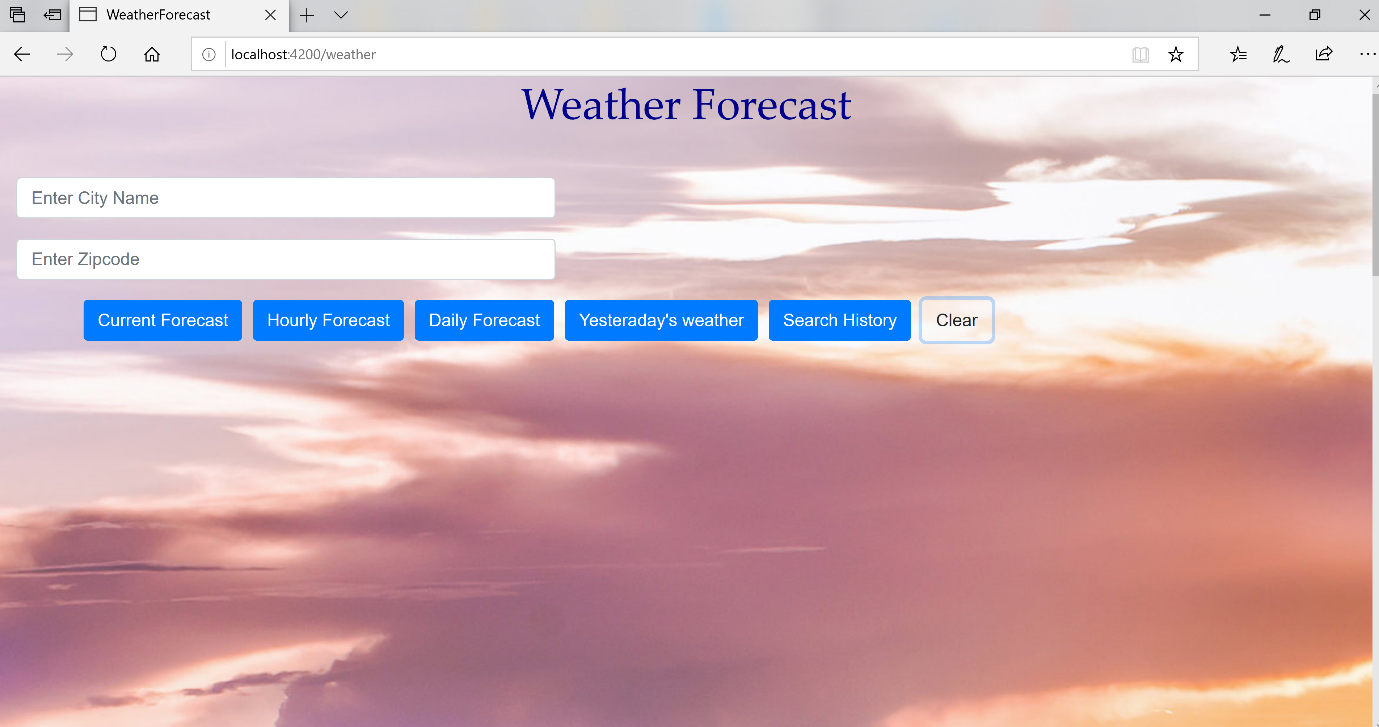 WeatherForecast
localhost:4200/weather
Weather Forecast
Enter City Name
Enter Zipcode
Current Forecast Hourly Forecast Daily Forecast Yesteraday's weather Search History Clear